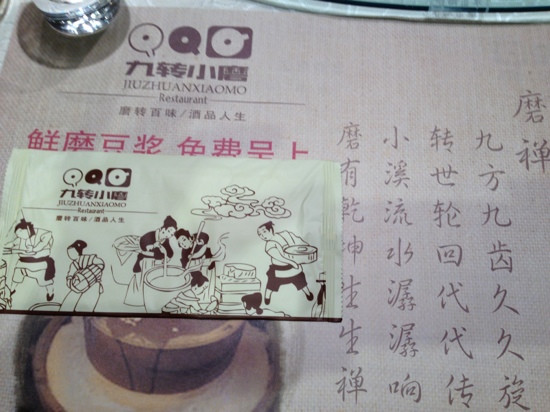 九转小磨
JIUZHUANXIAOMO
Restaurant
磨转百味/酒品人生
鲜磨豆浆 免费呈上
九转小磨
JIUZHUANXIAOMO
Restaurant
磨转百味/酒品人生
磨禅
九方九齿久久旋
转世轮回代代传
小溪流水潺潺响
磨有乾坤生生禅